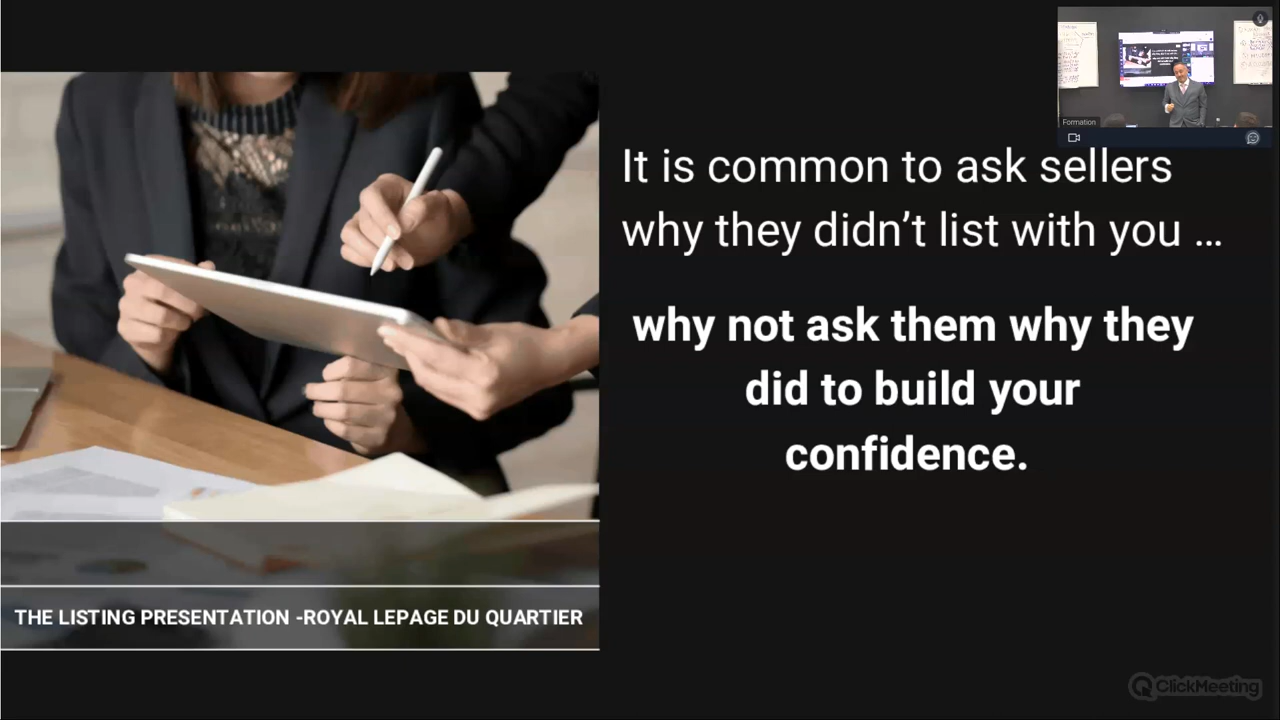 Formation
It is common to ask sellers
why they didn’t list with you ...
why not ask them why they
did to build your
confidence.
THE LISTING PRESENTATION -ROYAL LEPAGE DU QUARTIER
ClickMeeting